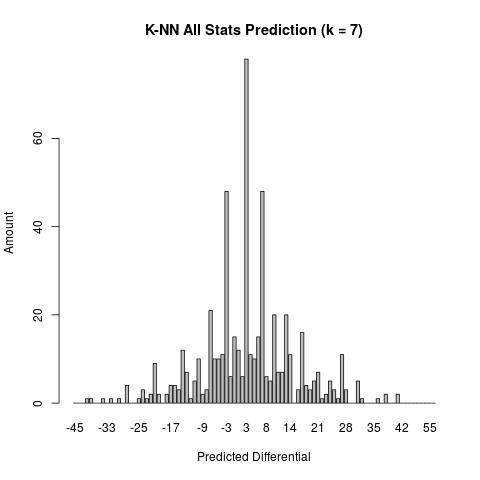 K-NN All Stats Prediction (k = 7)
Amount
60
40
20
0
-45 -33 -25 -17 -9 -3 3 8 14 21 28 35 42 55
Predicted Differential